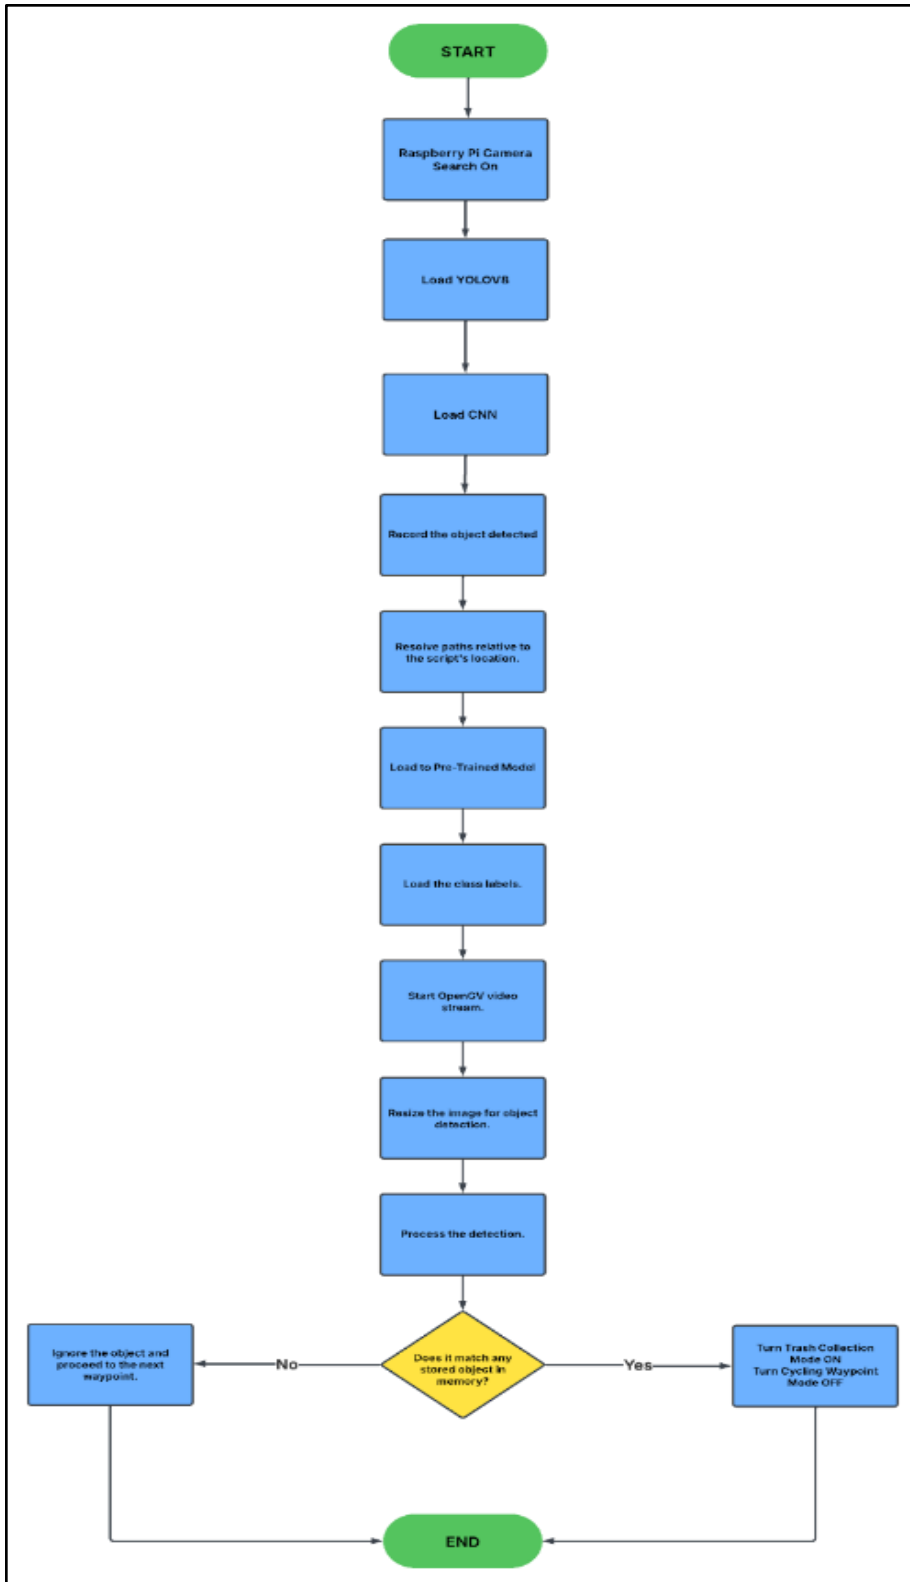 START
Raspberry Pi Camera
Search On
Load YOLOV8
Load CNN
Record the object detected
Resolve paths relative to
the script's location.
Load to Pre-Trained Model
Load the class labels.
Start OpenCV video
stream.
Resize the image for object
detection.
Process the detection.
Does it match any
stored object in
memory?
No
Yes
Ignore the object and
proceed to the next
waypoint.
Turn Trash Collection
Mode ON
Turn Cycling Waypoint
Mode OFF
END